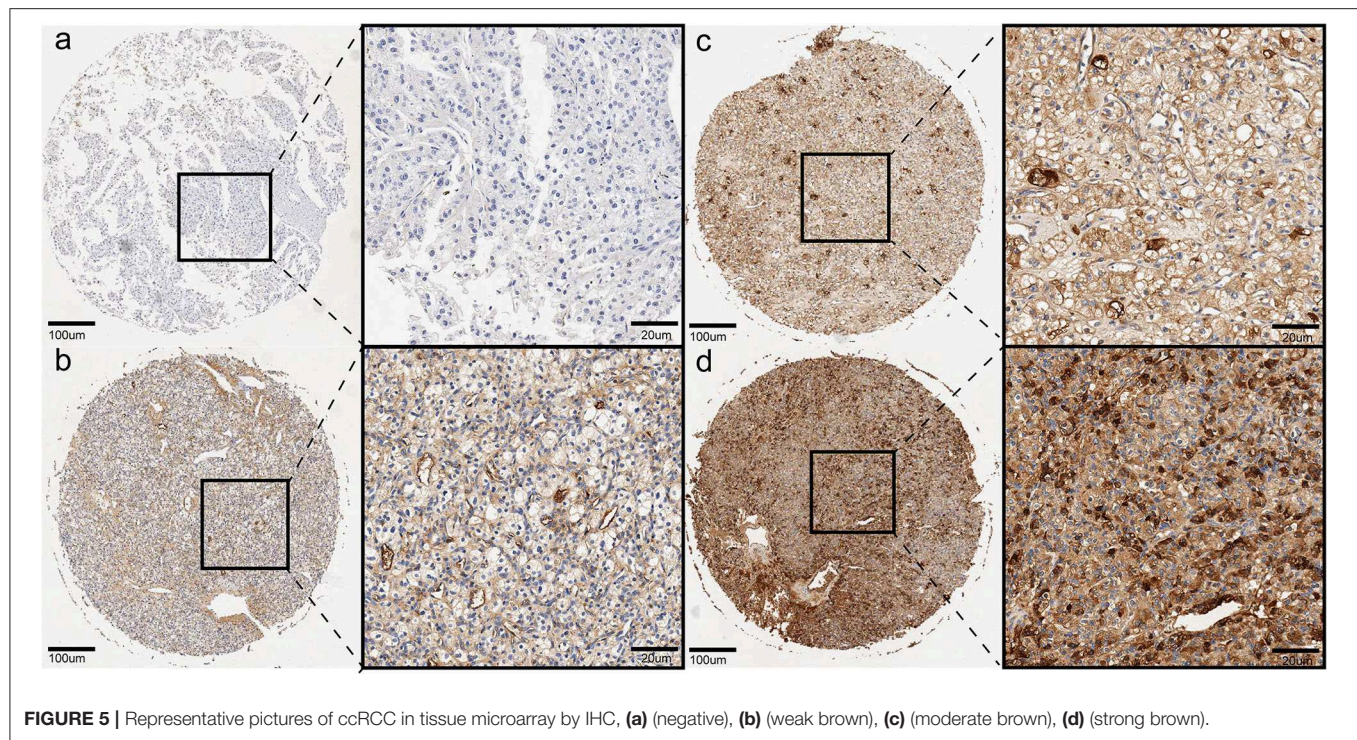 a
c
100um
20um
100um
20um
b
d
100um
20um
100um
20um
FIGURE 5 | Representative pictures of ccRCC in tissue microarray by IHC, (a) (negative), (b) (weak brown), (c) (moderate brown), (d) (strong brown).